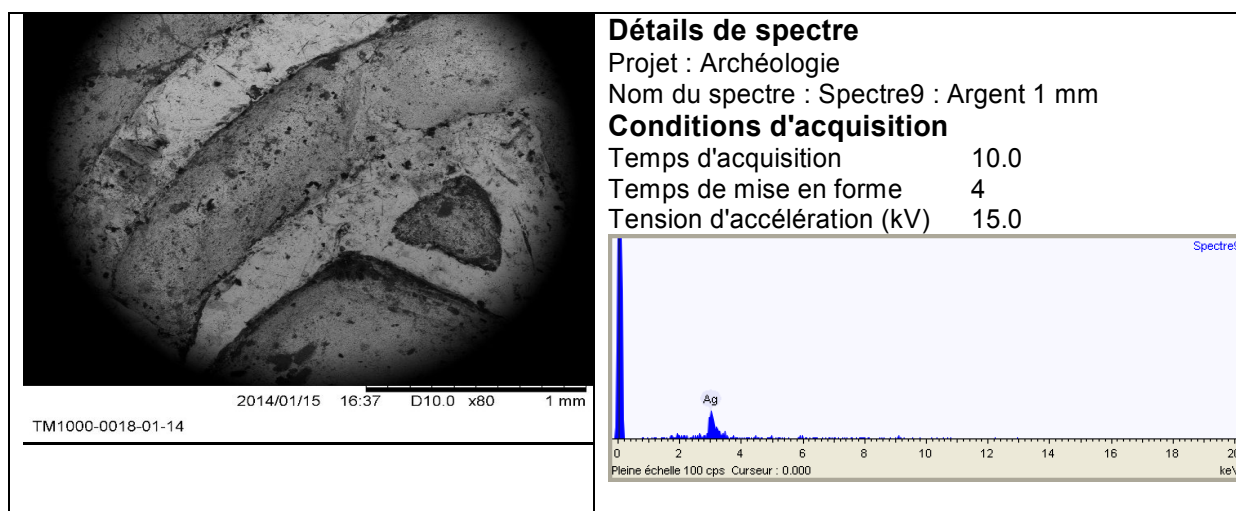 Détails de spectre
Projet : Archéologie
Nom du spectre : Spectre9 : Argent 1 mm
Conditions d'acquisition
Temps d'acquisition 10.0
Temps de mise en forme 4
Tension d'accélération (kV) 15.0
2014/01/15 16:37 D10.0 x80 1 mm
TM1000-0018-01-14
Spectre9
Ag
0 2 4 6 8 10 12 14 16 18 20
Pleine échelle 100 cps Curseur : 0.000 keV